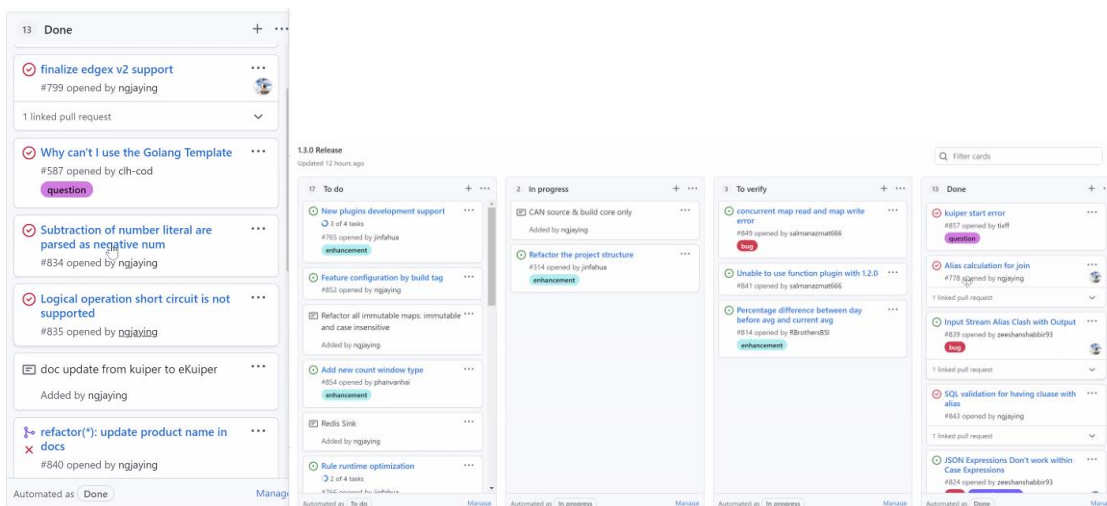 13 Done
finalize edgex v2 support
#799 opened by ngjaying
1 linked pull request
Why can't I use the Golang Template
#587 opened by clh-cod
question
Subtraction of number literal are
parsed as negative num
#834 opened by ngjaying
Logical operation short circuit is not
supported
#835 opened by ngjaying
doc update from kuiper to eKuiper
Added by ngjaying
refactor(*): update product name in
docs
#840 opened by ngjaying
Automated as Done
Manag
1.3.0 Release
Updated 12 hours ago
Filter cards
17 To do
New plugins development support
3 of 4 tasks
#765 opened by jinfahua
enhancement
Feature configuration by build tag
#852 opened by ngjaying
Refactor all immutable maps: immutable
and case insensitive
Added by ngjaying
Add new count window type
#854 opened by phanvanhai
enhancement
Redis Sink
Added by ngjaying
Rule runtime optimization
2 of 4 tasks
#766 opened by jinfahua
Automated as To do
Manage
2 In progress
CAN source & build core only
Added by ngjaying
Refactor the project structure
#314 opened by jinfahua
enhancement
Automated as In progress
Manage
3 To verify
concurrent map read and map write
error
#849 opened by salmanazmat666
bug
Unable to use function plugin with 1.2.0
#841 opened by salmanazmat666
Percentage difference between day
before avg and current avg
#814 opened by RBrothersBSI
enhancement
Automated as In progress
Manage
13 Done
kuiper start error
#857 opened by tixff
question
Alias calculation for join
#778 opened by ngjaying
1 linked pull request
Input Stream Alias Clash with Output
#839 opened by zeeshanshabbir93
bug
1 linked pull request
SQL validation for having cluase with
alias
#843 opened by ngjaying
1 linked pull request
JSON Expressions Don't work within
Case Expressions
#824 opened by zeeshanshabbir93
Automated as Done
Mana